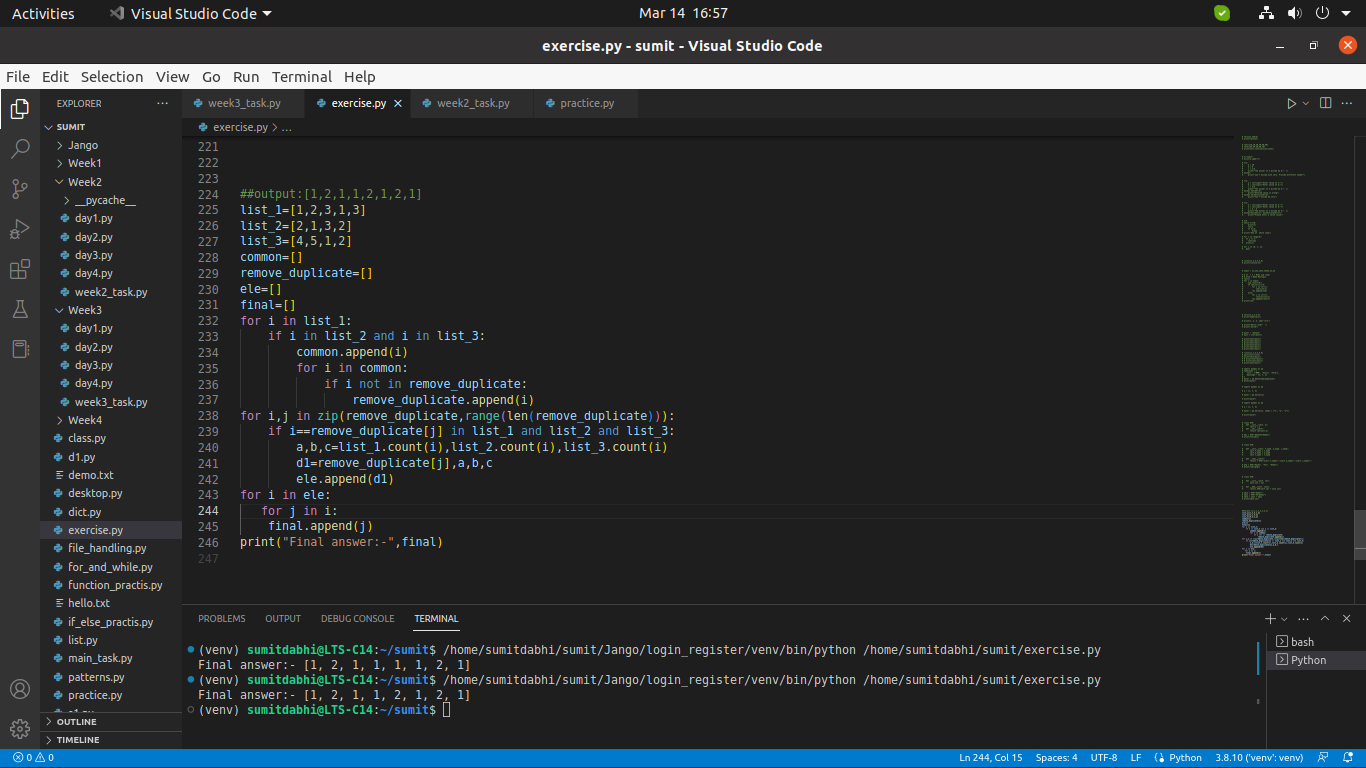 Activities Visual Studio Code Mar 14 16:57
exercise.py - sumit - Visual Studio Code
File Edit Selection View Go Run Terminal Help
EXPLORER
SUMIT
Jango
Week1
Week2
__pycache__
day1.py
day2.py
day3.py
day4.py
week2_task.py
Week3
day1.py
day2.py
day3.py
day4.py
week3_task.py
Week4
class.py
d1.py
demo.txt
desktop.py
dict.py
exercise.py
file_handling.py
for_and_while.py
function_practis.py
hello.txt
if_else_practis.py
list.py
main_task.py
patterns.py
practice.py
OUTLINE
TIMELINE
week3_task.py exercise.py week2_task.py practice.py
exercise.py > ...
221
222
223
224 ##output:[1,2,1,1,2,1,2,1]
225 list_1=[1,2,3,1,3]
226 list_2=[2,1,3,2]
227 list_3=[4,5,1,2]
228 common=[]
229 remove_duplicate=[]
230 ele=[]
231 final=[]
232 for i in list_1:
233     if i in list_2 and i in list_3:
234         common.append(i)
235         for i in common:
236             if i not in remove_duplicate:
237                 remove_duplicate.append(i)
238 for i,j in zip(remove_duplicate,range(len(remove_duplicate))):
239     if i==remove_duplicate[j] in list_1 and list_2 and list_3:
240         a,b,c=list_1.count(i),list_2.count(i),list_3.count(i)
241         d1=remove_duplicate[j],a,b,c
242         ele.append(d1)
243 for i in ele:
244    for j in i:
245     final.append(j)
246 print("Final answer:-",final)
247
PROBLEMS OUTPUT DEBUG CONSOLE TERMINAL
(venv) sumitdabhi@LTS-C14:~/sumit$ /home/sumitdabhi/sumit/Jango/login_register/venv/bin/python /home/sumitdabhi/sumit/exercise.py
Final answer:- [1, 2, 1, 1, 1, 1, 2, 1]
(venv) sumitdabhi@LTS-C14:~/sumit$ /home/sumitdabhi/sumit/Jango/login_register/venv/bin/python /home/sumitdabhi/sumit/exercise.py
Final answer:- [1, 2, 1, 1, 2, 1, 2, 1]
(venv) sumitdabhi@LTS-C14:~/sumit$
bash
Python
0 0 Ln 244, Col 15 Spaces: 4 UTF-8 LF Python 3.8.10 ('venv': venv)